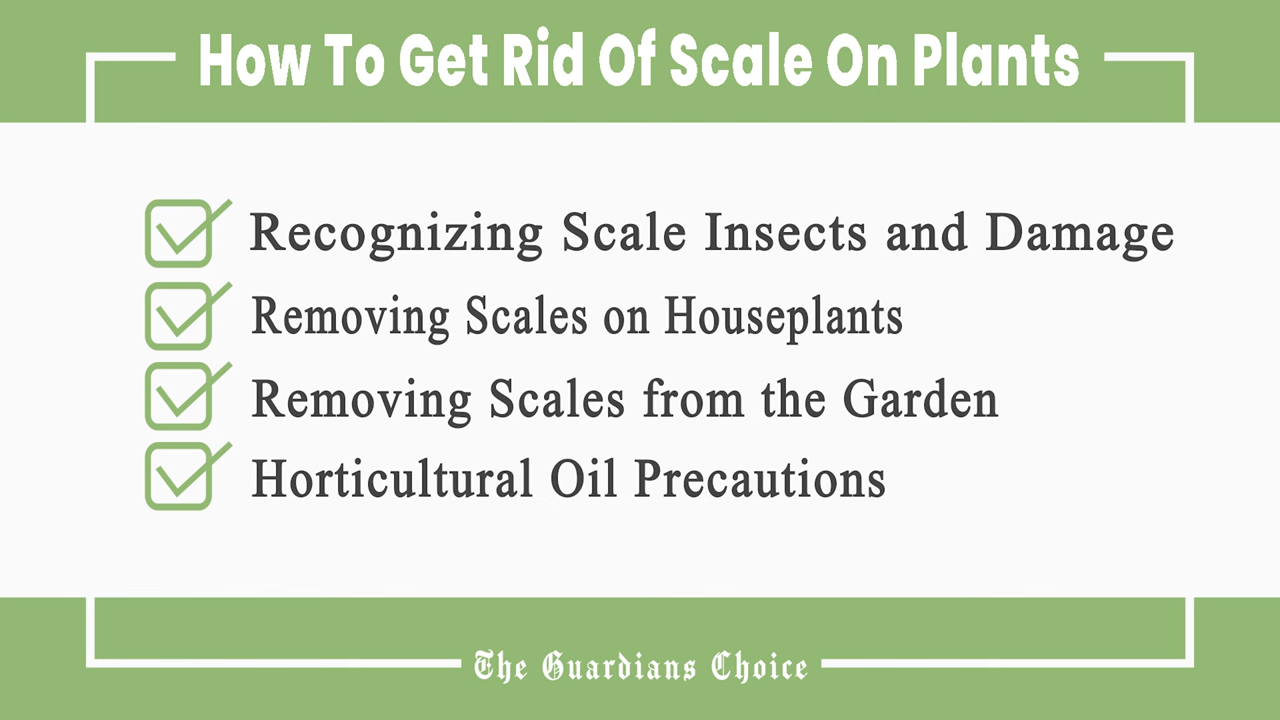 How To Get Rid Of Scale On Plants
Recognizing Scale Insects and Damage
Removing Scales on Houseplants
Removing Scales from the Garden
Horticultural Oil Precautions
The Guardians Choice